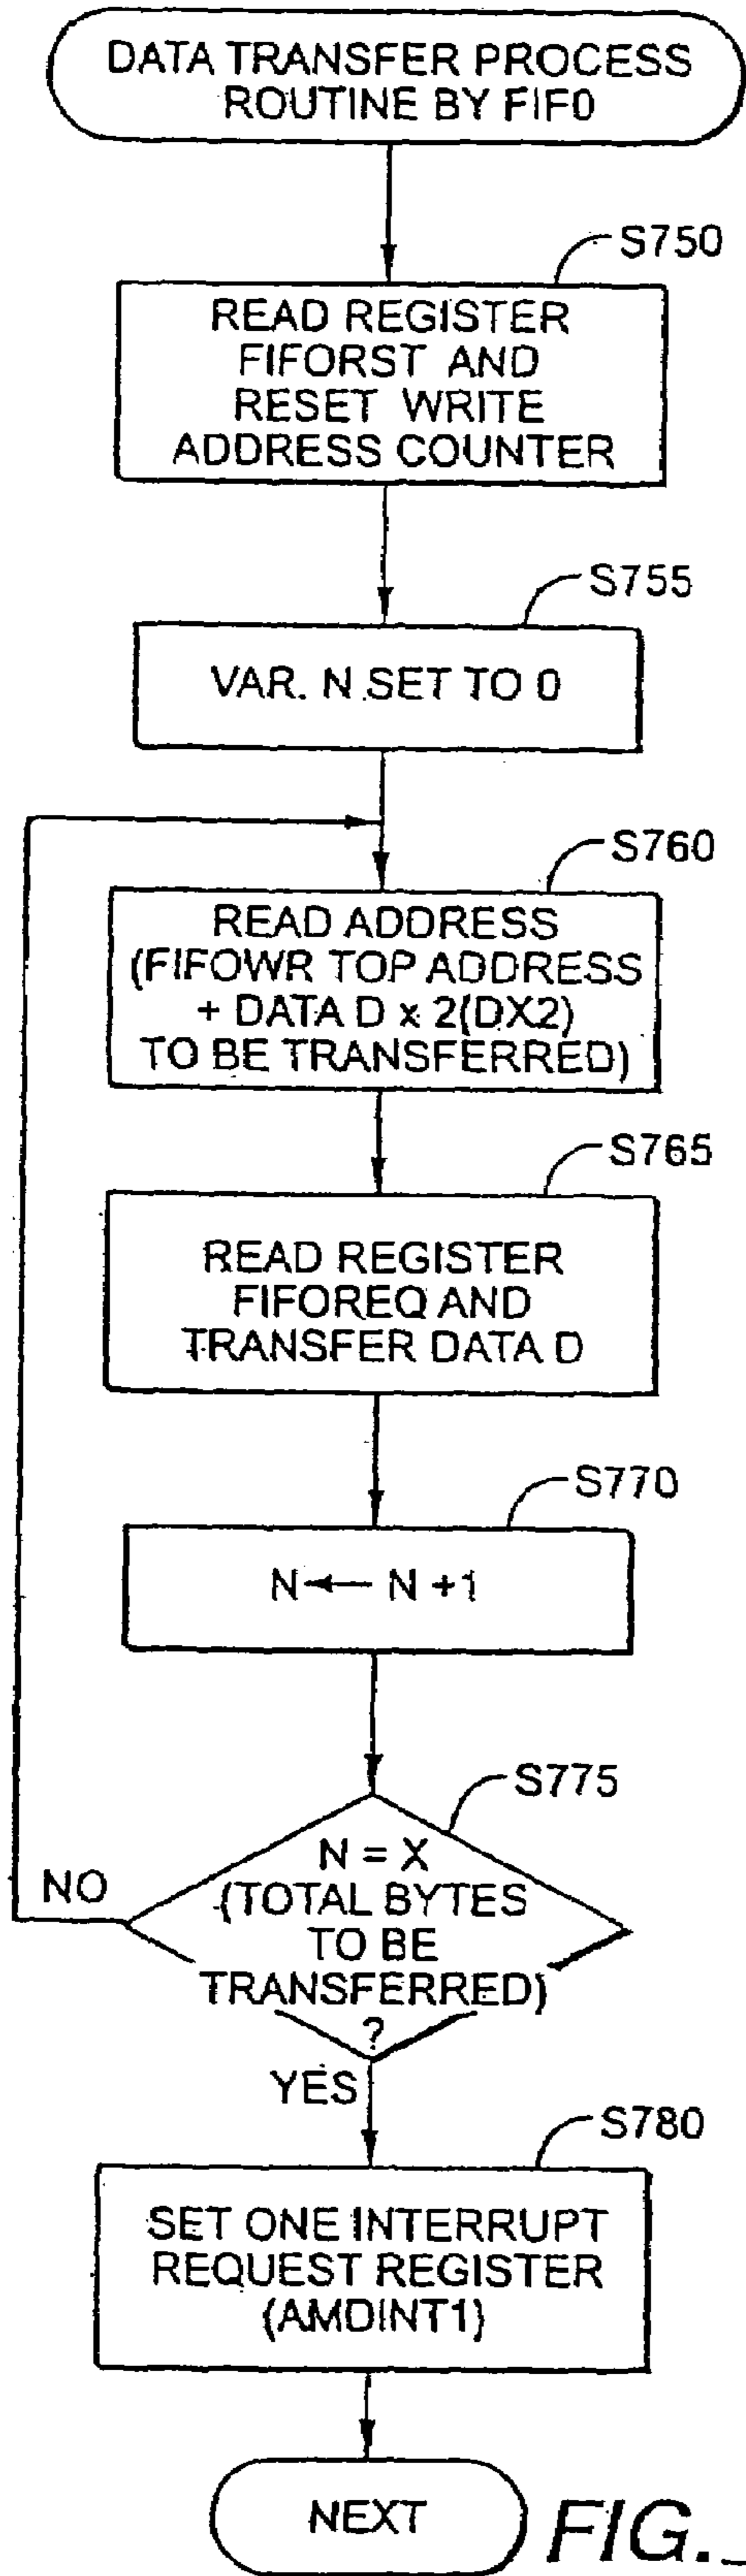 DATA TRANSFER PROCESS
ROUTINE BY FIF0
S750
READ REGISTER
FIFORST AND
RESET WRITE
ADDRESS COUNTER
S755
VAR. N SET TO 0
S760
READ ADDRESS
(FIFOWR TOP ADDRESS
+ DATA D x 2(DX2)
TO BE TRANSFERRED)
S765
READ REGISTER
FIFOREQ AND
TRANSFER DATA D
S770
N ← N +1
S775
N = X
(TOTAL BYTES
TO BE
TRANSFERRED)
?
NO
YES
S780
SET ONE INTERRUPT
REQUEST REGISTER
(AMDINT1)
NEXT
FIG._